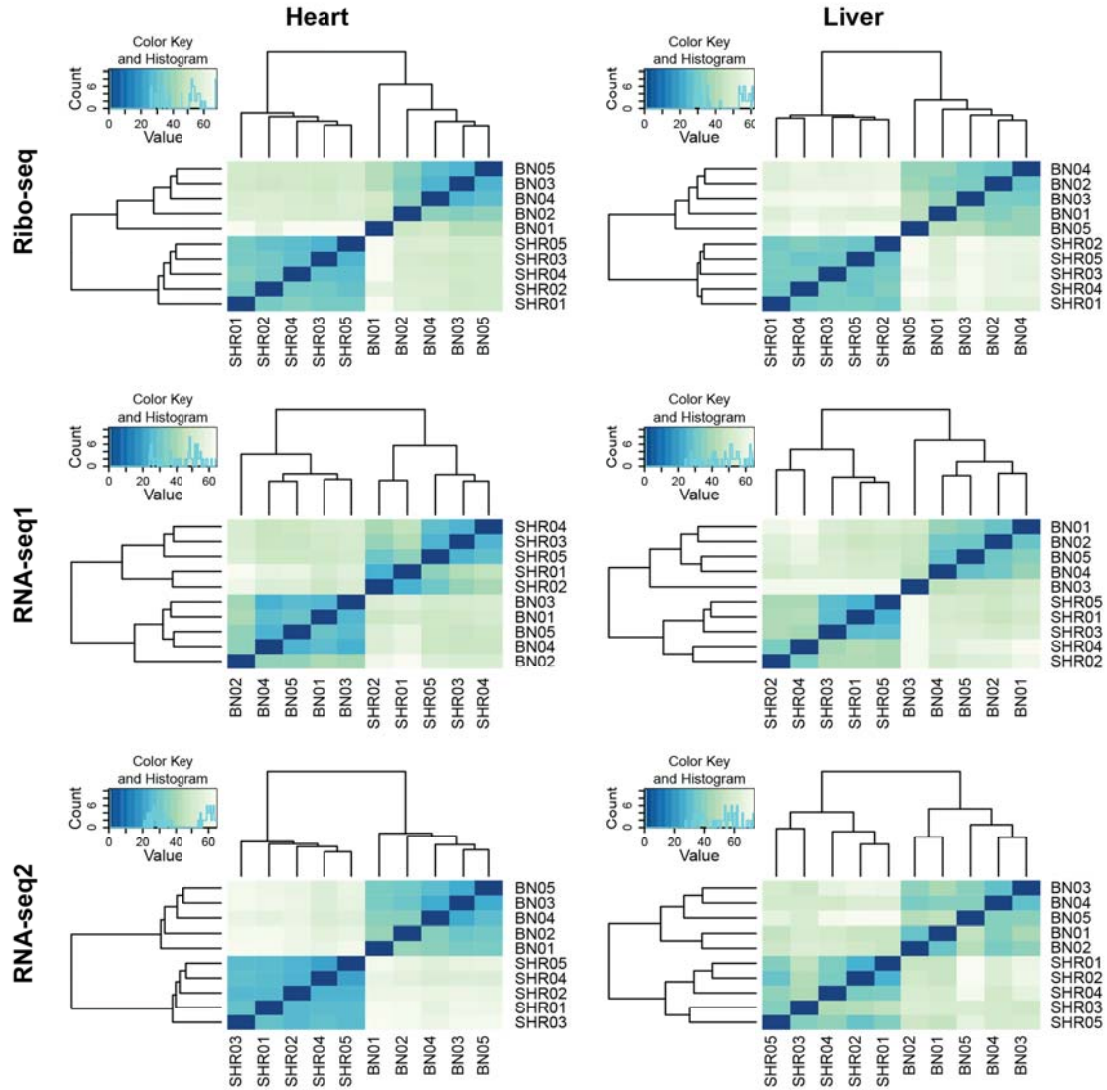 Heart
Liver
Ribo-seq
Color Key
and Histogram
Count
0 6
0 20 40 60
Value
BN05
BN03
BN04
BN02
BN01
SHR05
SHR03
SHR04
SHR02
SHR01
SHR01
SHR02
SHR04
SHR03
SHR05
BN01
BN02
BN04
BN03
BN05
Color Key
and Histogram
Count
0 6
0 20 40 60
Value
BN04
BN02
BN03
BN01
BN05
SHR02
SHR05
SHR03
SHR04
SHR01
SHR01
SHR04
SHR03
SHR05
SHR02
BN05
BN01
BN03
BN02
BN04
RNA-seq1
Color Key
and Histogram
Count
0 6
0 20 40 60
Value
SHR04
SHR03
SHR05
SHR01
SHR02
BN03
BN01
BN05
BN04
BN02
BN02
BN04
BN05
BN01
BN03
SHR02
SHR01
SHR05
SHR03
SHR04
Color Key
and Histogram
Count
0 6
0 20 40 60
Value
BN01
BN02
BN05
BN04
BN03
SHR05
SHR01
SHR03
SHR04
SHR02
SHR02
SHR04
SHR03
SHR01
SHR05
BN03
BN04
BN05
BN02
BN01
RNA-seq2
Color Key
and Histogram
Count
0 6
0 20 40 60
Value
BN05
BN03
BN04
BN02
BN01
SHR05
SHR04
SHR02
SHR01
SHR03
SHR03
SHR01
SHR02
SHR04
SHR05
BN01
BN02
BN04
BN03
BN05
Color Key
and Histogram
Count
0 6
0 20 40 60
Value
BN03
BN04
BN05
BN01
BN02
SHR01
SHR02
SHR04
SHR03
SHR05
SHR05
SHR03
SHR04
SHR02
SHR01
BN02
BN01
BN05
BN04
BN03